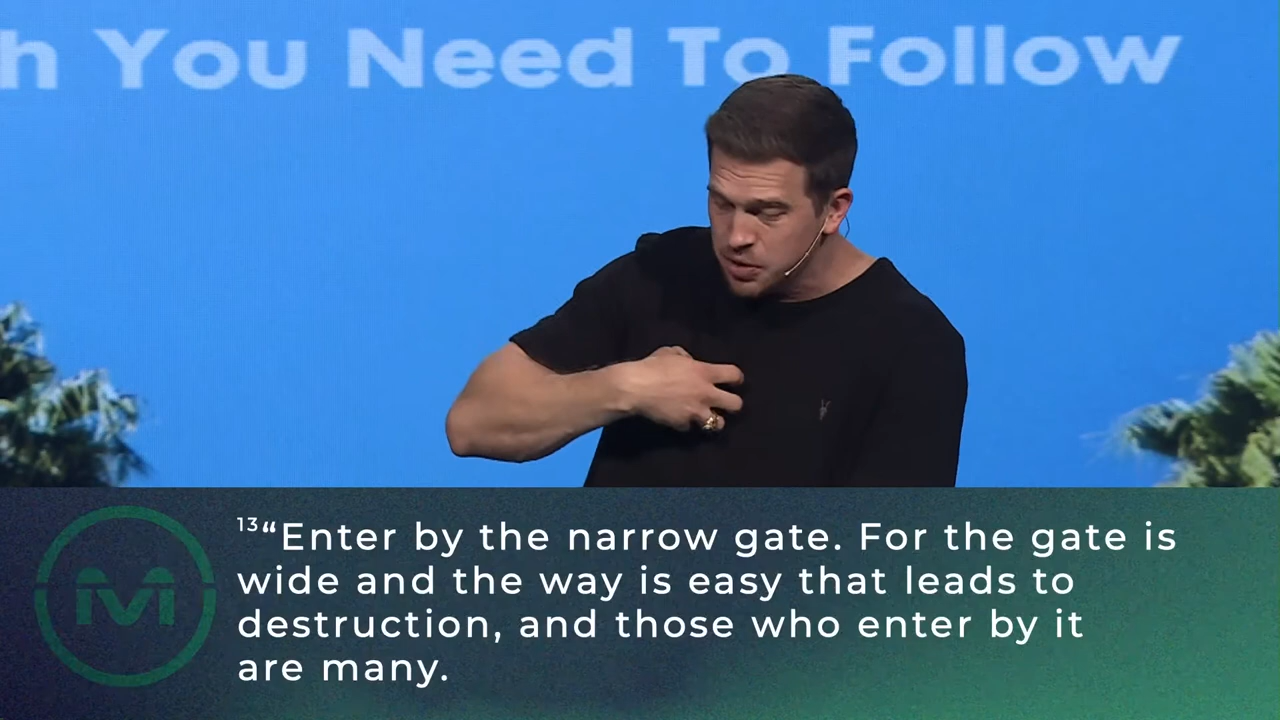 h You Need To Follow
13 “Enter by the narrow gate. For the gate is
wide and the way is easy that leads to
destruction, and those who enter by it
are many.
M